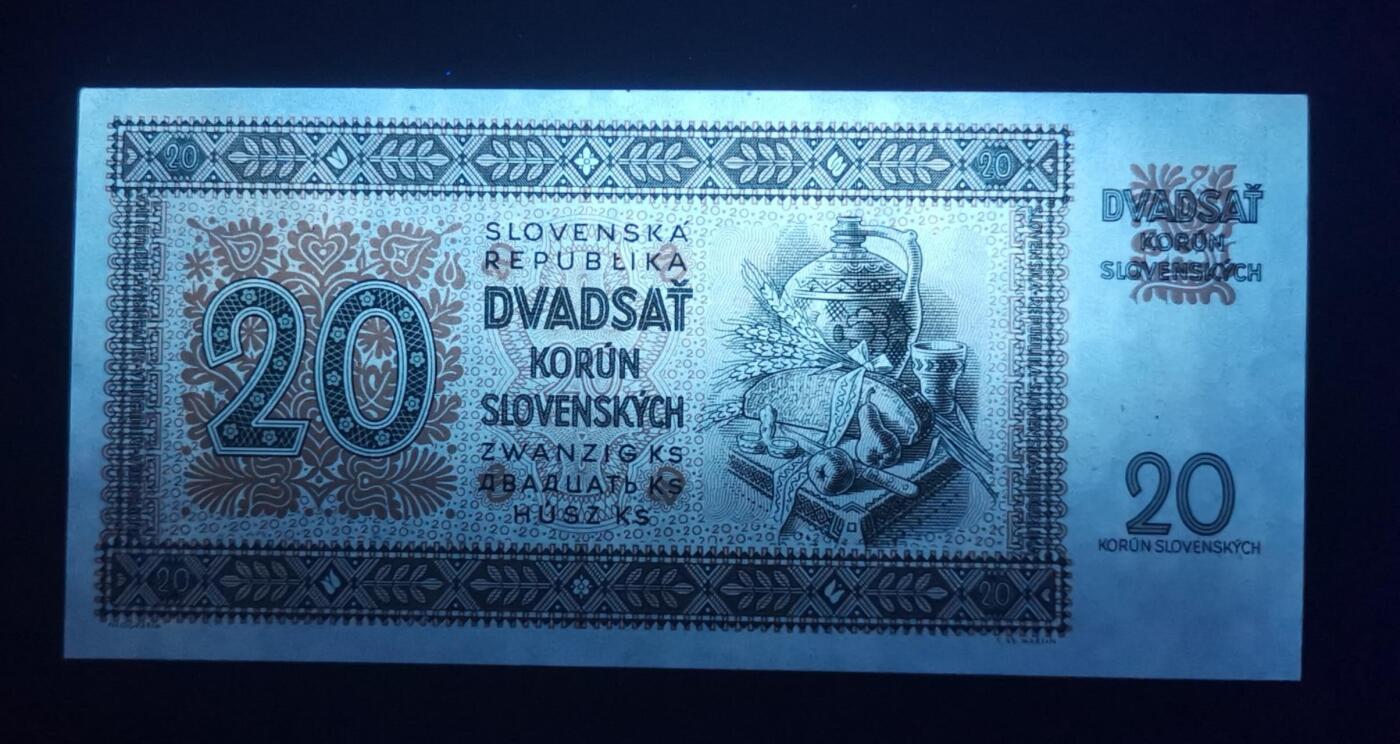 20 20
SLOVENSKÁ
REPUBLIKA
DVADSAŤ
KORÚN
SLOVENSKÝCH
ZWANZIG KS
ДВАДЦАТЬ KS
HÚSZ KS
20
DVADSAŤ
KORÚN
SLOVENSKÝCH
20
KORÚN SLOVENSKÝCH
20 20